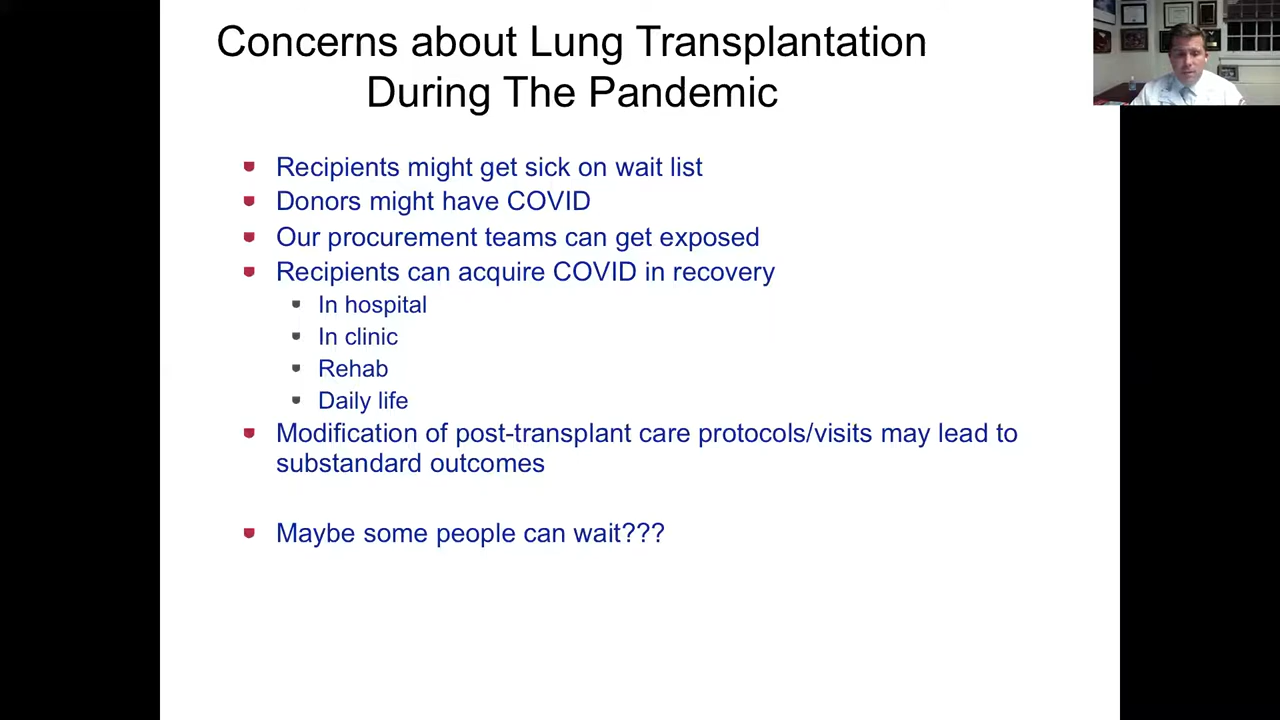 Concerns about Lung Transplantation
During The Pandemic
Recipients might get sick on wait list
Donors might have COVID
Our procurement teams can get exposed
Recipients can acquire COVID in recovery
In hospital
In clinic
Rehab
Daily life
Modification of post-transplant care protocols/visits may lead to
substandard outcomes
Maybe some people can wait???